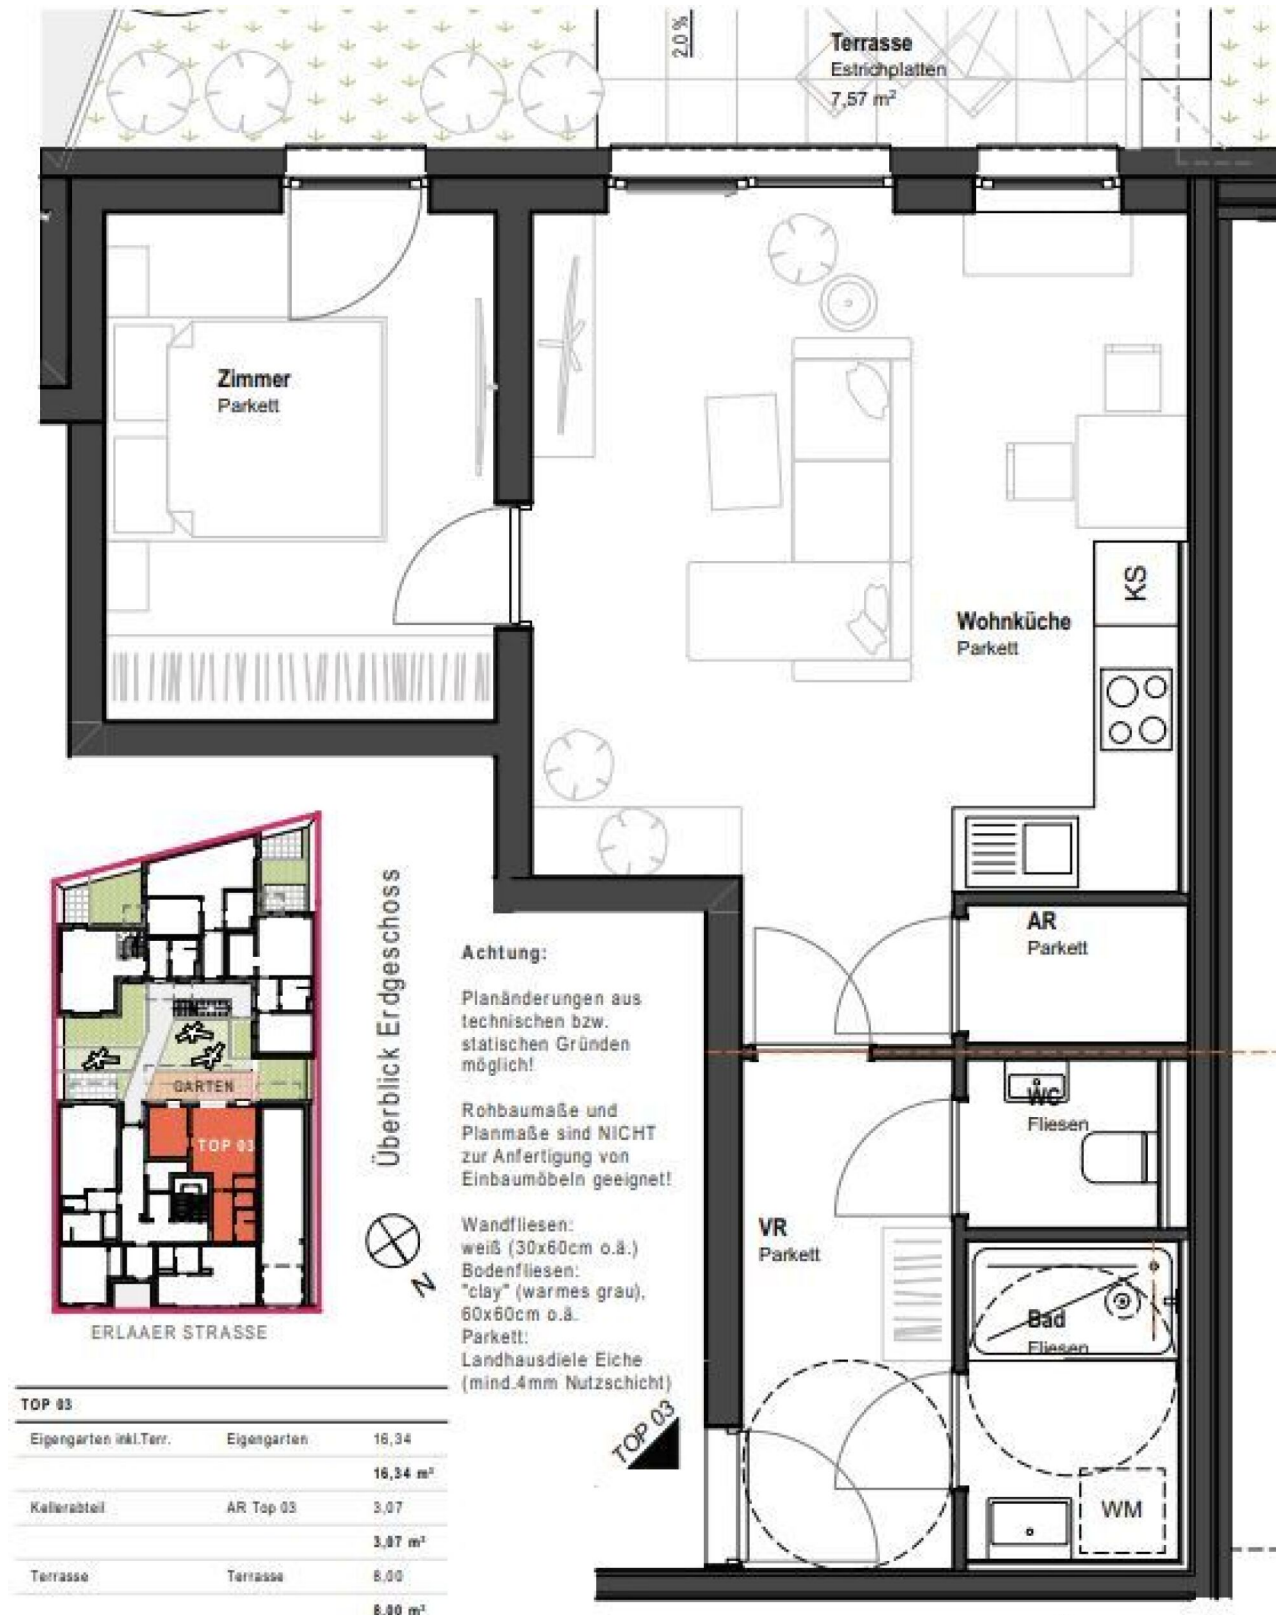 2.0 %
Terrasse
Estrichplatten
7,57 m²
Zimmer
Parkett
KS
Wohnküche
Parkett
AR
Parkett
WC
Fliesen
VR
Parkett
Bad
Fliesen
WM
TOP 03
GARTEN
TOP 03
ERLAAER STRASSE
Überblick Erdgeschoss
N
Achtung:
Planänderungen aus
technischen bzw.
statischen Gründen
möglich!
Rohbaumaße und
Planmaße sind NICHT
zur Anfertigung von
Einbaumöbeln geeignet!
Wandfliesen:
weiß (30x60cm o.ä.)
Bodenfliesen:
"clay" (warmes grau),
60x60cm o.ä.
Parkett:
Landhausdiele Eiche
(mind.4mm Nutzschicht)
TOP 03
Eigengarten inkl.Terr. Eigengarten 16,34
16,34 m²
Kellerabteil AR Top 03 3,07
3,07 m²
Terrasse Terrasse 8,00
8,00 m²